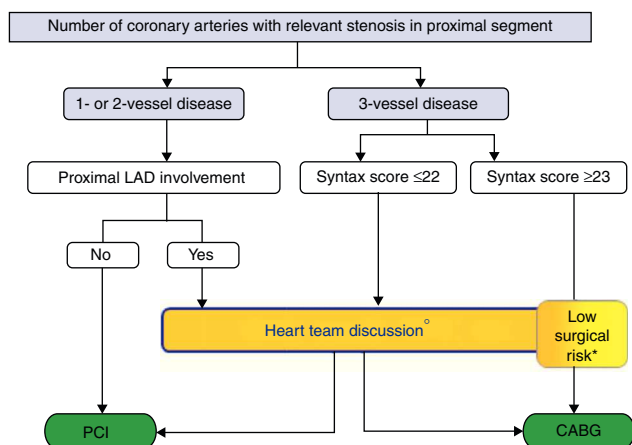 Number of coronary arteries with relevant stenosis in proximal segment
1- or 2-vessel disease
3-vessel disease
Proximal LAD involvement
Syntax score ≤22
Syntax score ≥23
No
Yes
Heart team discussion°
Low
surgical
risk*
PCI
CABG